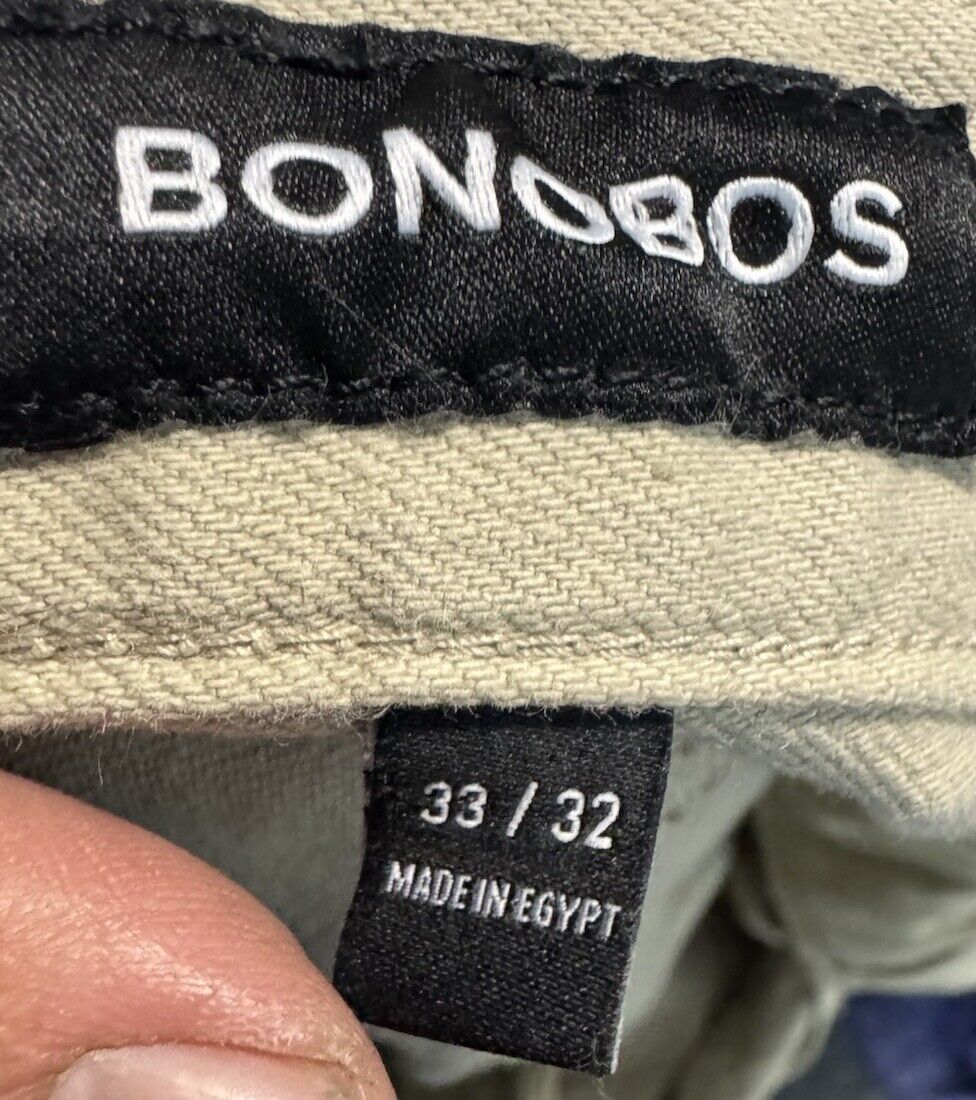 BONOBOS
33 / 32
MADE IN EGYPT